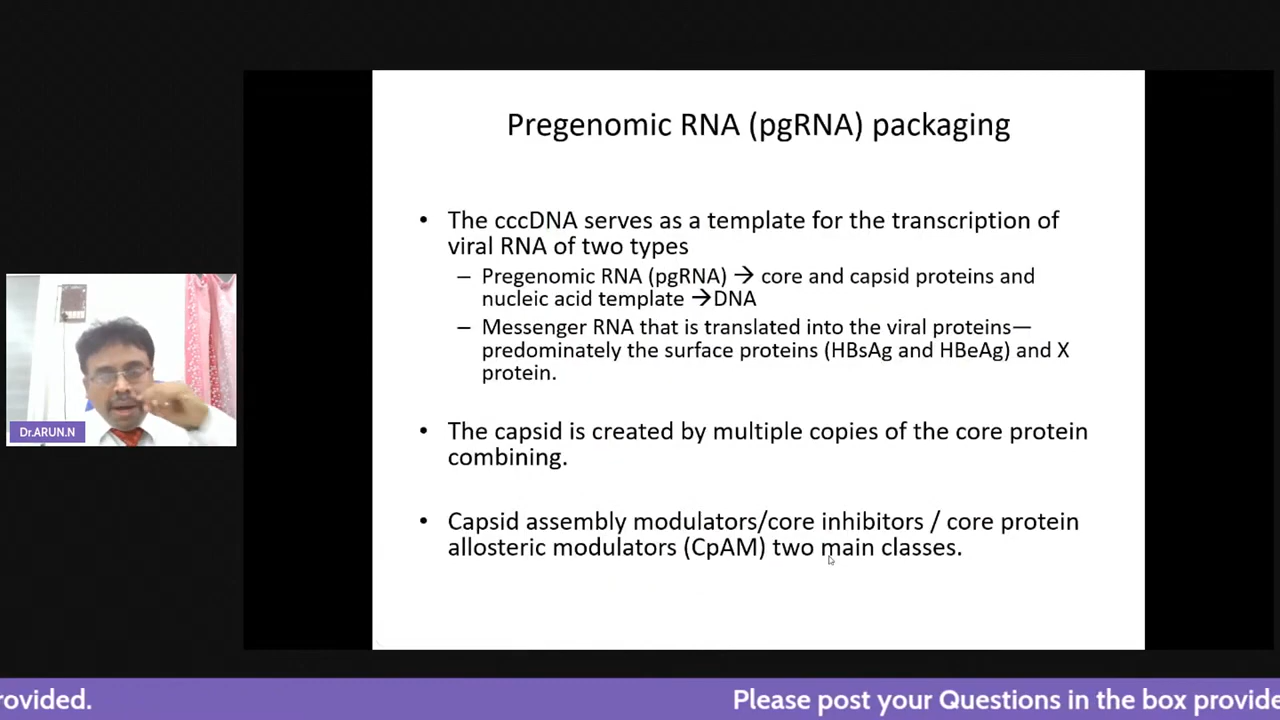 Pregenomic RNA (pgRNA) packaging
• The cccDNA serves as a template for the transcription of
viral RNA of two types
– Pregenomic RNA (pgRNA) → core and capsid proteins and
nucleic acid template →DNA
– Messenger RNA that is translated into the viral proteins—
predominately the surface proteins (HBsAg and HBeAg) and X
protein.
• The capsid is created by multiple copies of the core protein
combining.
• Capsid assembly modulators/core inhibitors / core protein
allosteric modulators (CpAM) two main classes.
Dr.ARUN.N
rovided. Please post your Questions in the box provide